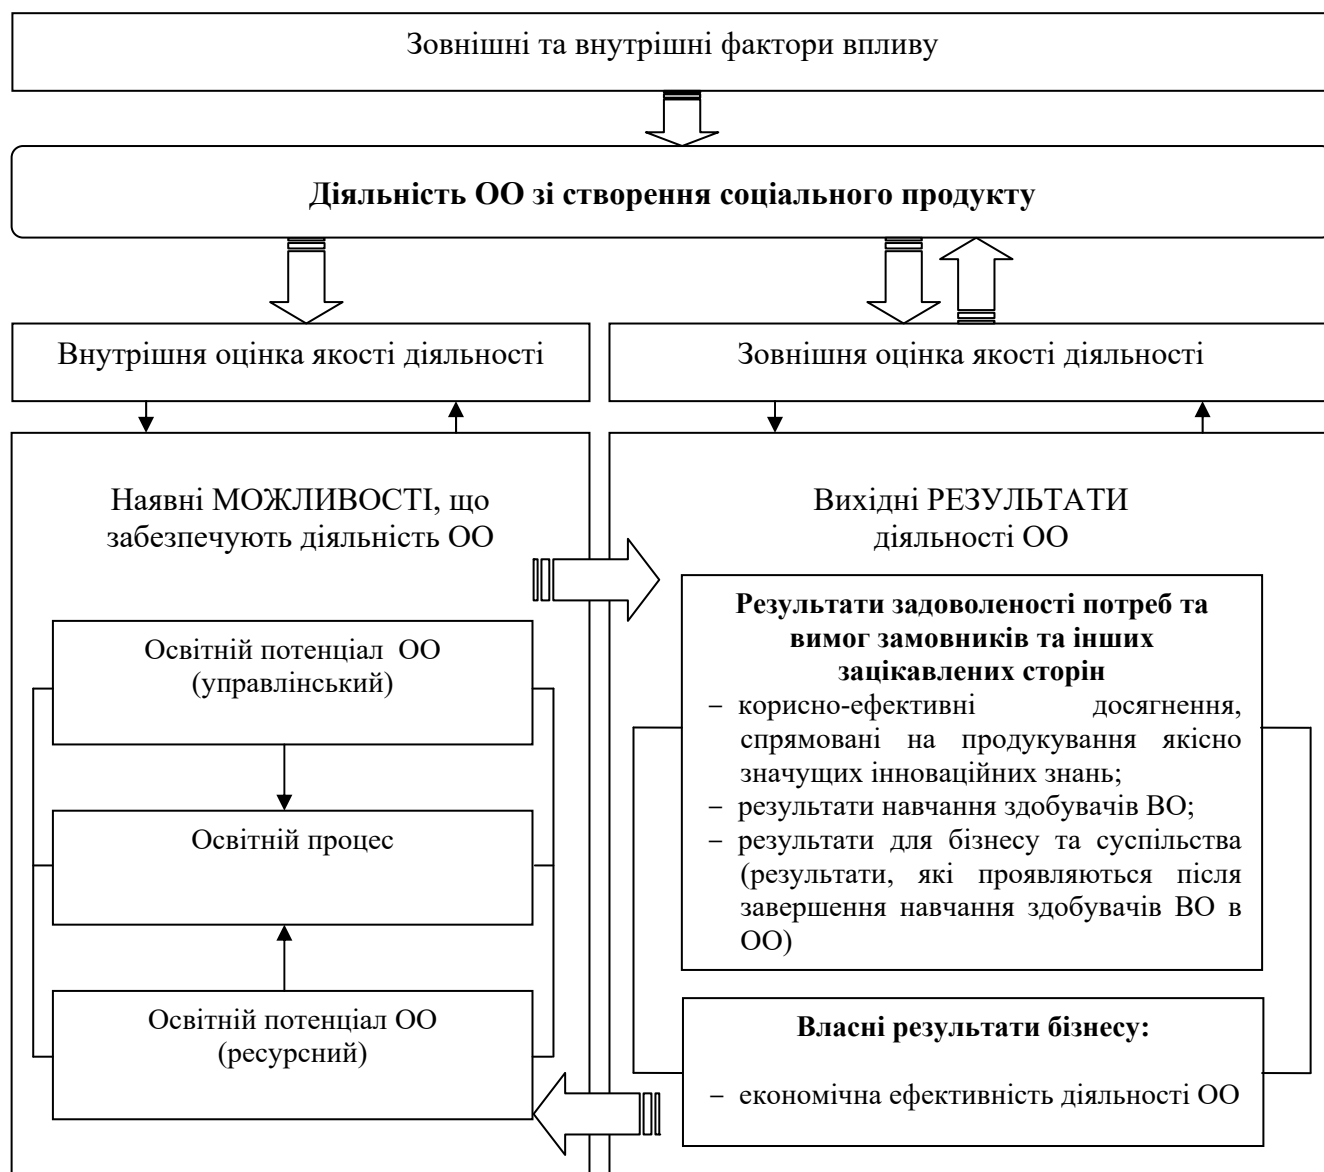 Зовнішні та внутрішні фактори впливу
Діяльність ОО зі створення соціального продукту
Внутрішня оцінка якості діяльності
Зовнішня оцінка якості діяльності
Наявні МОЖЛИВОСТІ, що
забезпечують діяльність ОО
Освітній потенціал ОО
(управлінський)
Освітній процес
Освітній потенціал ОО
(ресурсний)
Вихідні РЕЗУЛЬТАТИ
діяльності ОО
Результати задоволеності потреб та
вимог замовників та інших
зацікавлених сторін
– корисно-ефективні досягнення,
спрямовані на продукування якісно
значущих інноваційних знань;
– результати навчання здобувачів ВО;
– результати для бізнесу та суспільства
(результати, які проявляються після
завершення навчання здобувачів ВО в
ОО)
Власні результати бізнесу:
– економічна ефективність діяльності ОО